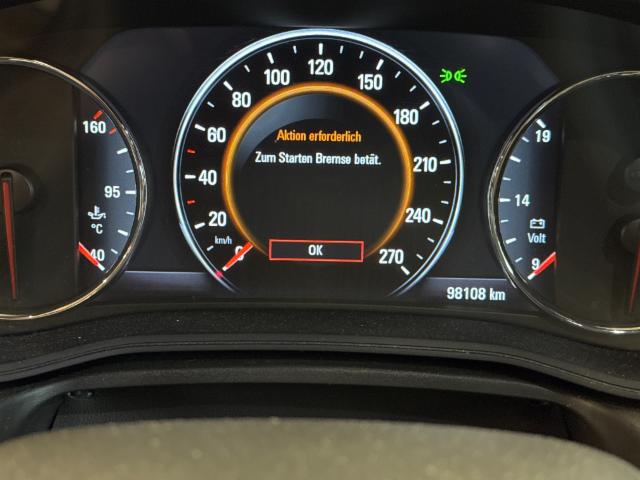 120
100
150
80
180
160
60
Aktion erforderlich
19
Zum Starten Bremse betät.
210
95
40
14
20
240
°C
km/h
Volt
40
0
OK
270
9
98108 km